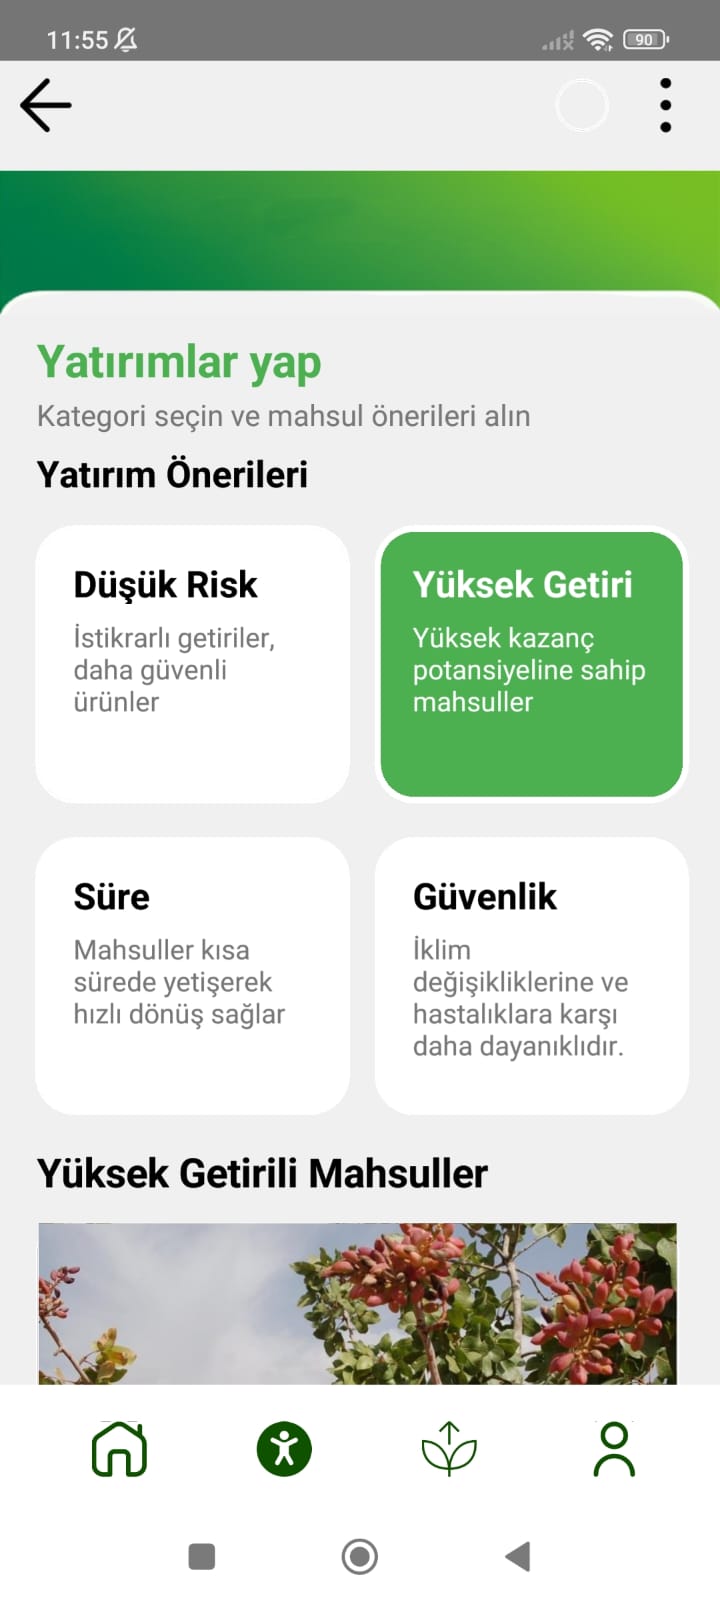 11:55
90
Yatırımlar yap
Kategori seçin ve mahsul önerileri alın
Yatırım Önerileri
Düşük Risk
İstikrarlı getiriler,
daha güvenli
ürünler
Yüksek Getiri
Yüksek kazanç
potansiyeline sahip
mahsuller
Süre
Mahsuller kısa
sürede yetişerek
hızlı dönüş sağlar
Güvenlik
İklim
değişikliklerine ve
hastalıklara karşı
daha dayanıklıdır.
Yüksek Getirili Mahsuller